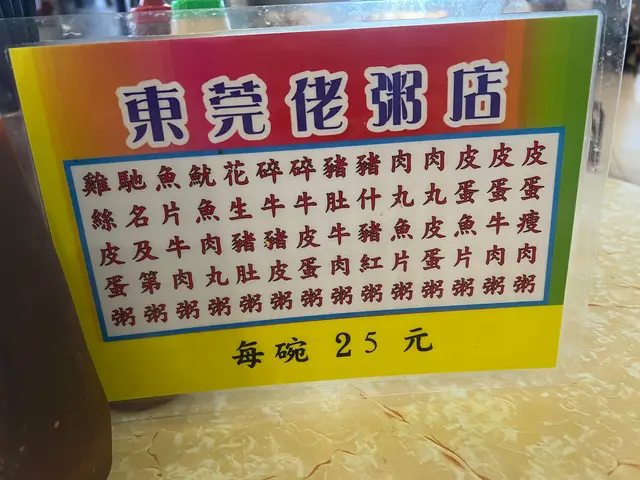 東莞佬粥店
皮蛋瘦肉粥
皮蛋牛肉粥
皮蛋魚片粥
肉丸皮蛋粥
肉丸魚片粥
豬什豬紅粥
豬肚牛肉粥
碎牛皮蛋粥
碎牛豬皮粥
花生豬肚粥
魷魚肉丸粥
魚片牛肉粥
馳名及第粥
雞絲皮蛋粥
每碗 25 元